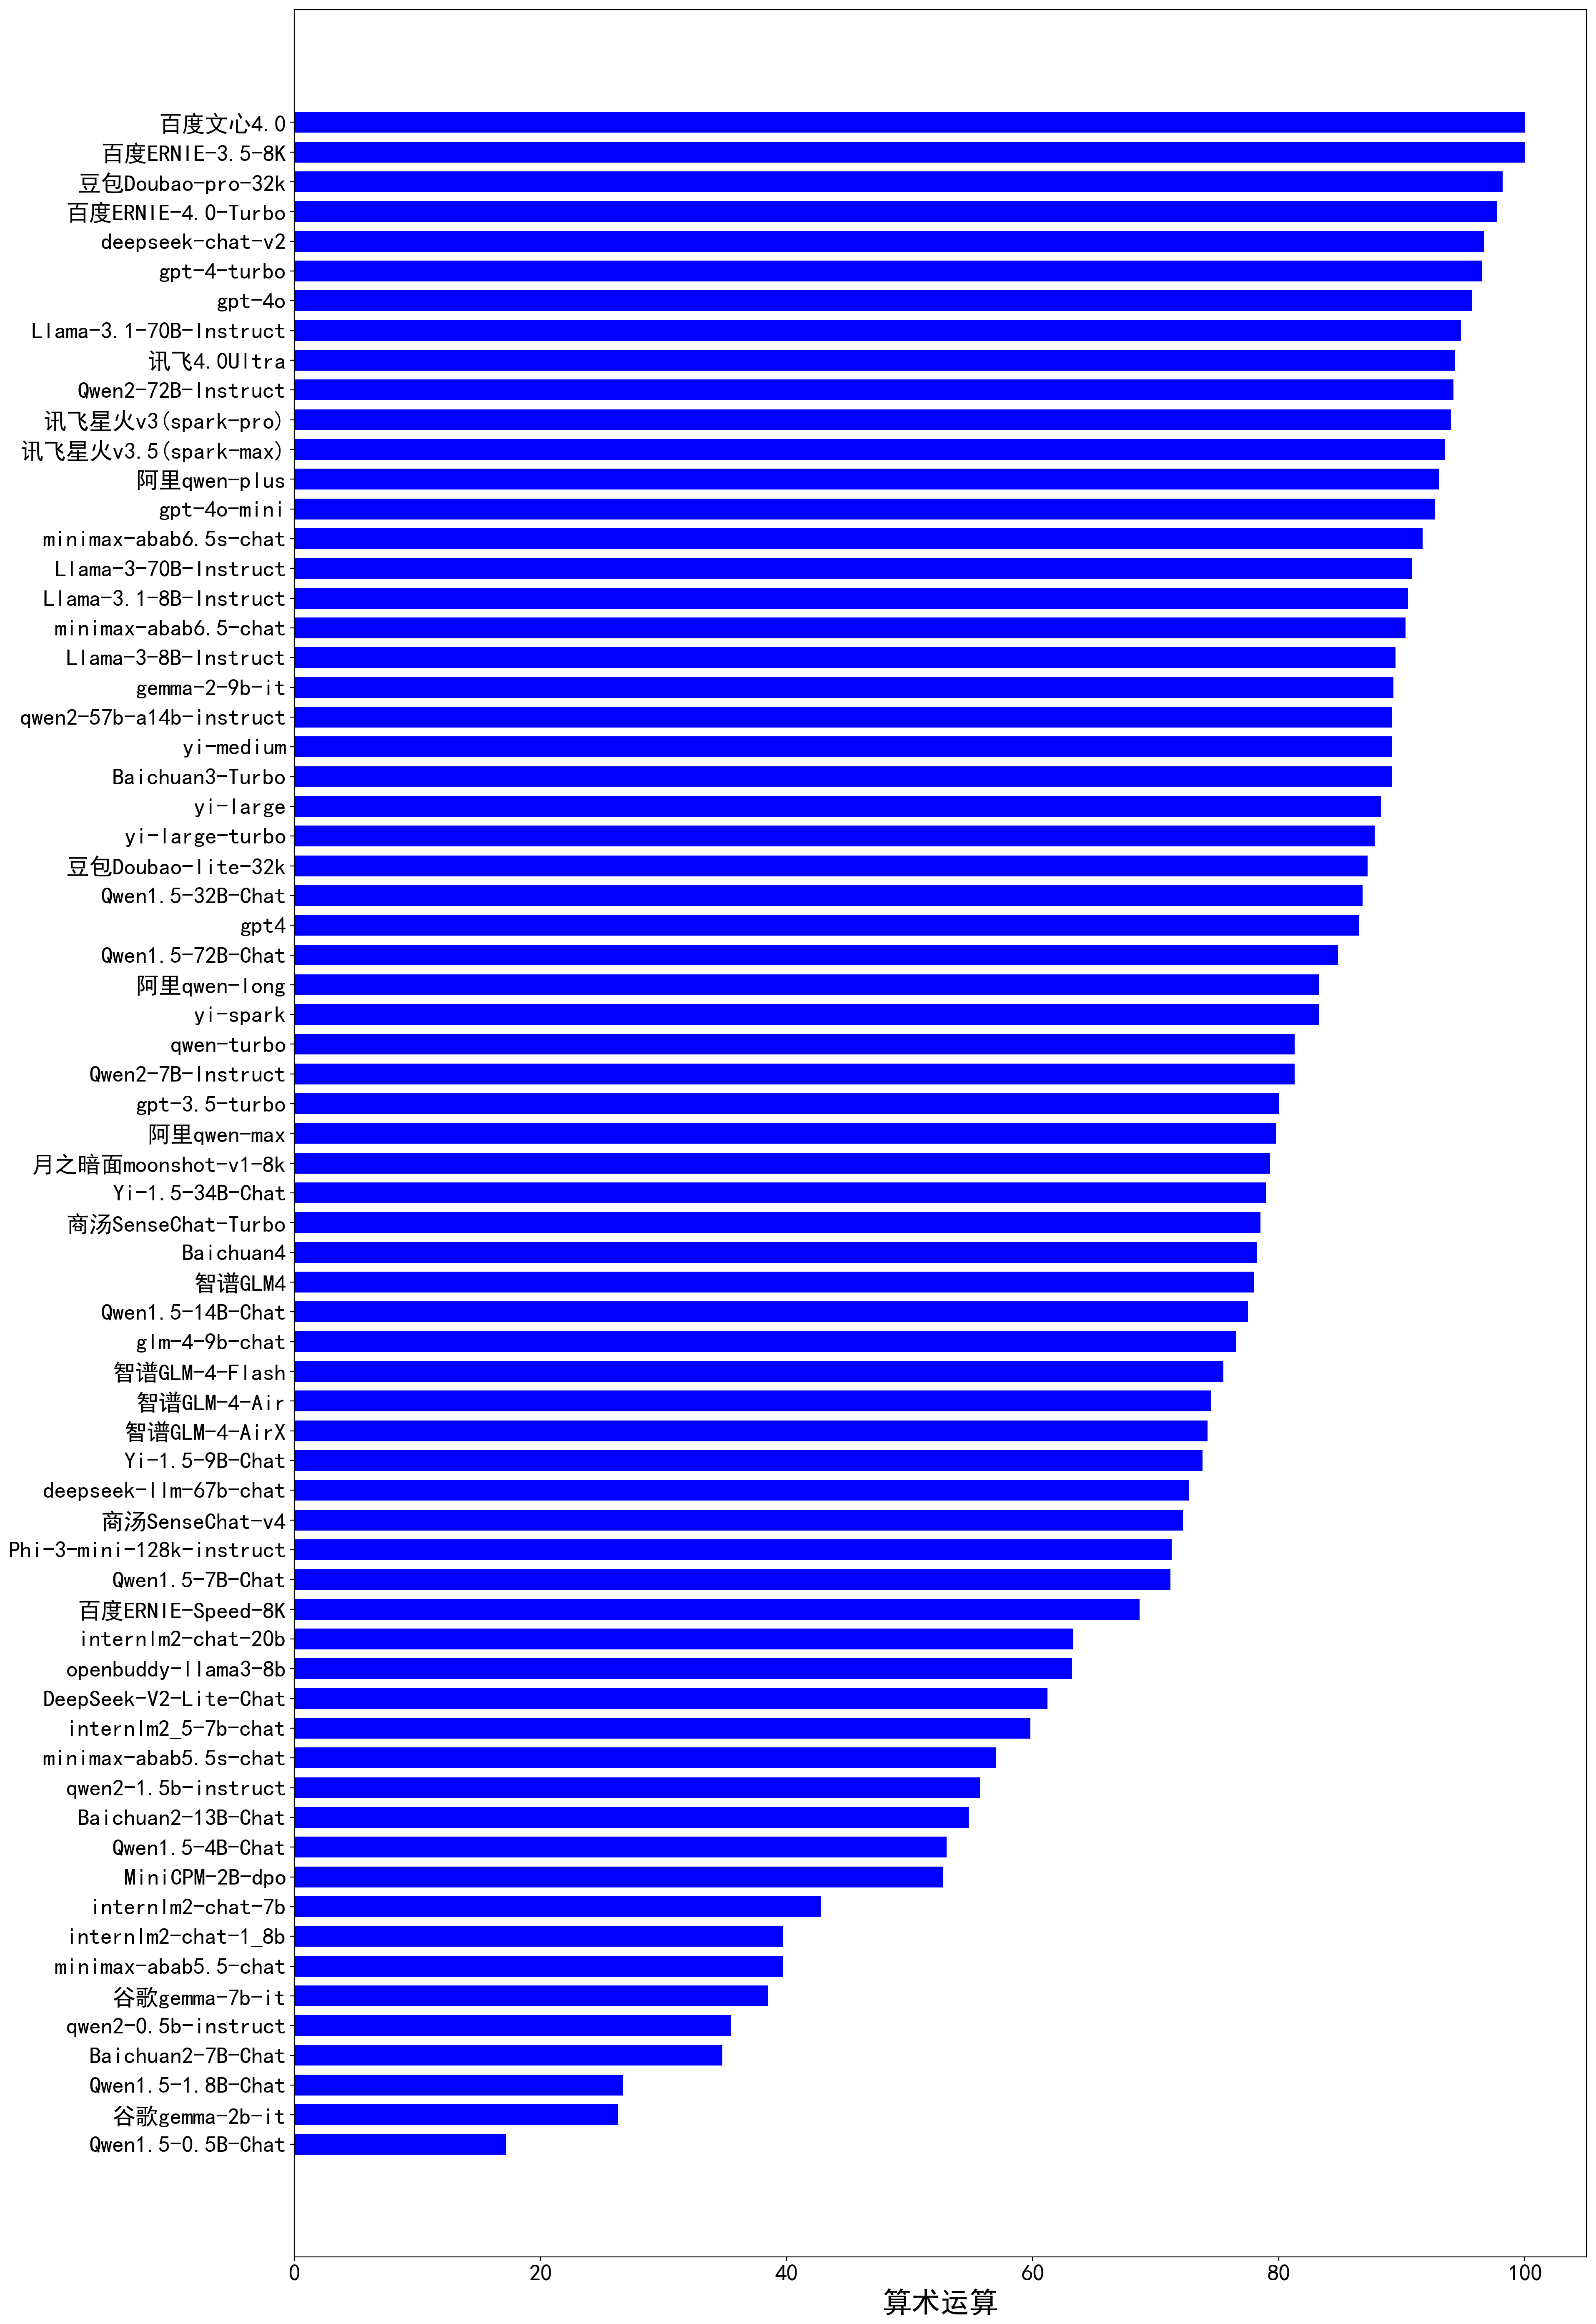 百度文心4.0
百度ERNIE-3.5-8K
豆包Doubao-pro-32k
百度ERNIE-4.0-Turbo
deepseek-chat-v2
gpt-4-turbo
gpt-4o
Llama-3.1-70B-Instruct
讯飞4.0Ultra
Qwen2-72B-Instruct
讯飞星火v3(spark-pro)
讯飞星火v3.5(spark-max)
阿里qwen-plus
gpt-4o-mini
minimax-abab6.5s-chat
Llama-3-70B-Instruct
Llama-3.1-8B-Instruct
minimax-abab6.5-chat
Llama-3-8B-Instruct
gemma-2-9b-it
qwen2-57b-a14b-instruct
yi-medium
Baichuan3-Turbo
yi-large
yi-large-turbo
豆包Doubao-lite-32k
Qwen1.5-32B-Chat
gpt4
Qwen1.5-72B-Chat
阿里qwen-long
yi-spark
qwen-turbo
Qwen2-7B-Instruct
gpt-3.5-turbo
阿里qwen-max
月之暗面moonshot-v1-8k
Yi-1.5-34B-Chat
商汤SenseChat-Turbo
Baichuan4
智谱GLM4
Qwen1.5-14B-Chat
glm-4-9b-chat
智谱GLM-4-Flash
智谱GLM-4-Air
智谱GLM-4-AirX
Yi-1.5-9B-Chat
deepseek-llm-67b-chat
商汤SenseChat-v4
Phi-3-mini-128k-instruct
Qwen1.5-7B-Chat
百度ERNIE-Speed-8K
internlm2-chat-20b
openbuddy-llama3-8b
DeepSeek-V2-Lite-Chat
internlm2_5-7b-chat
minimax-abab5.5s-chat
qwen2-1.5b-instruct
Baichuan2-13B-Chat
Qwen1.5-4B-Chat
MiniCPM-2B-dpo
internlm2-chat-7b
internlm2-chat-1_8b
minimax-abab5.5-chat
谷歌gemma-7b-it
qwen2-0.5b-instruct
Baichuan2-7B-Chat
Qwen1.5-1.8B-Chat
谷歌gemma-2b-it
Qwen1.5-0.5B-Chat
0 20 40 60 80 100
算术运算